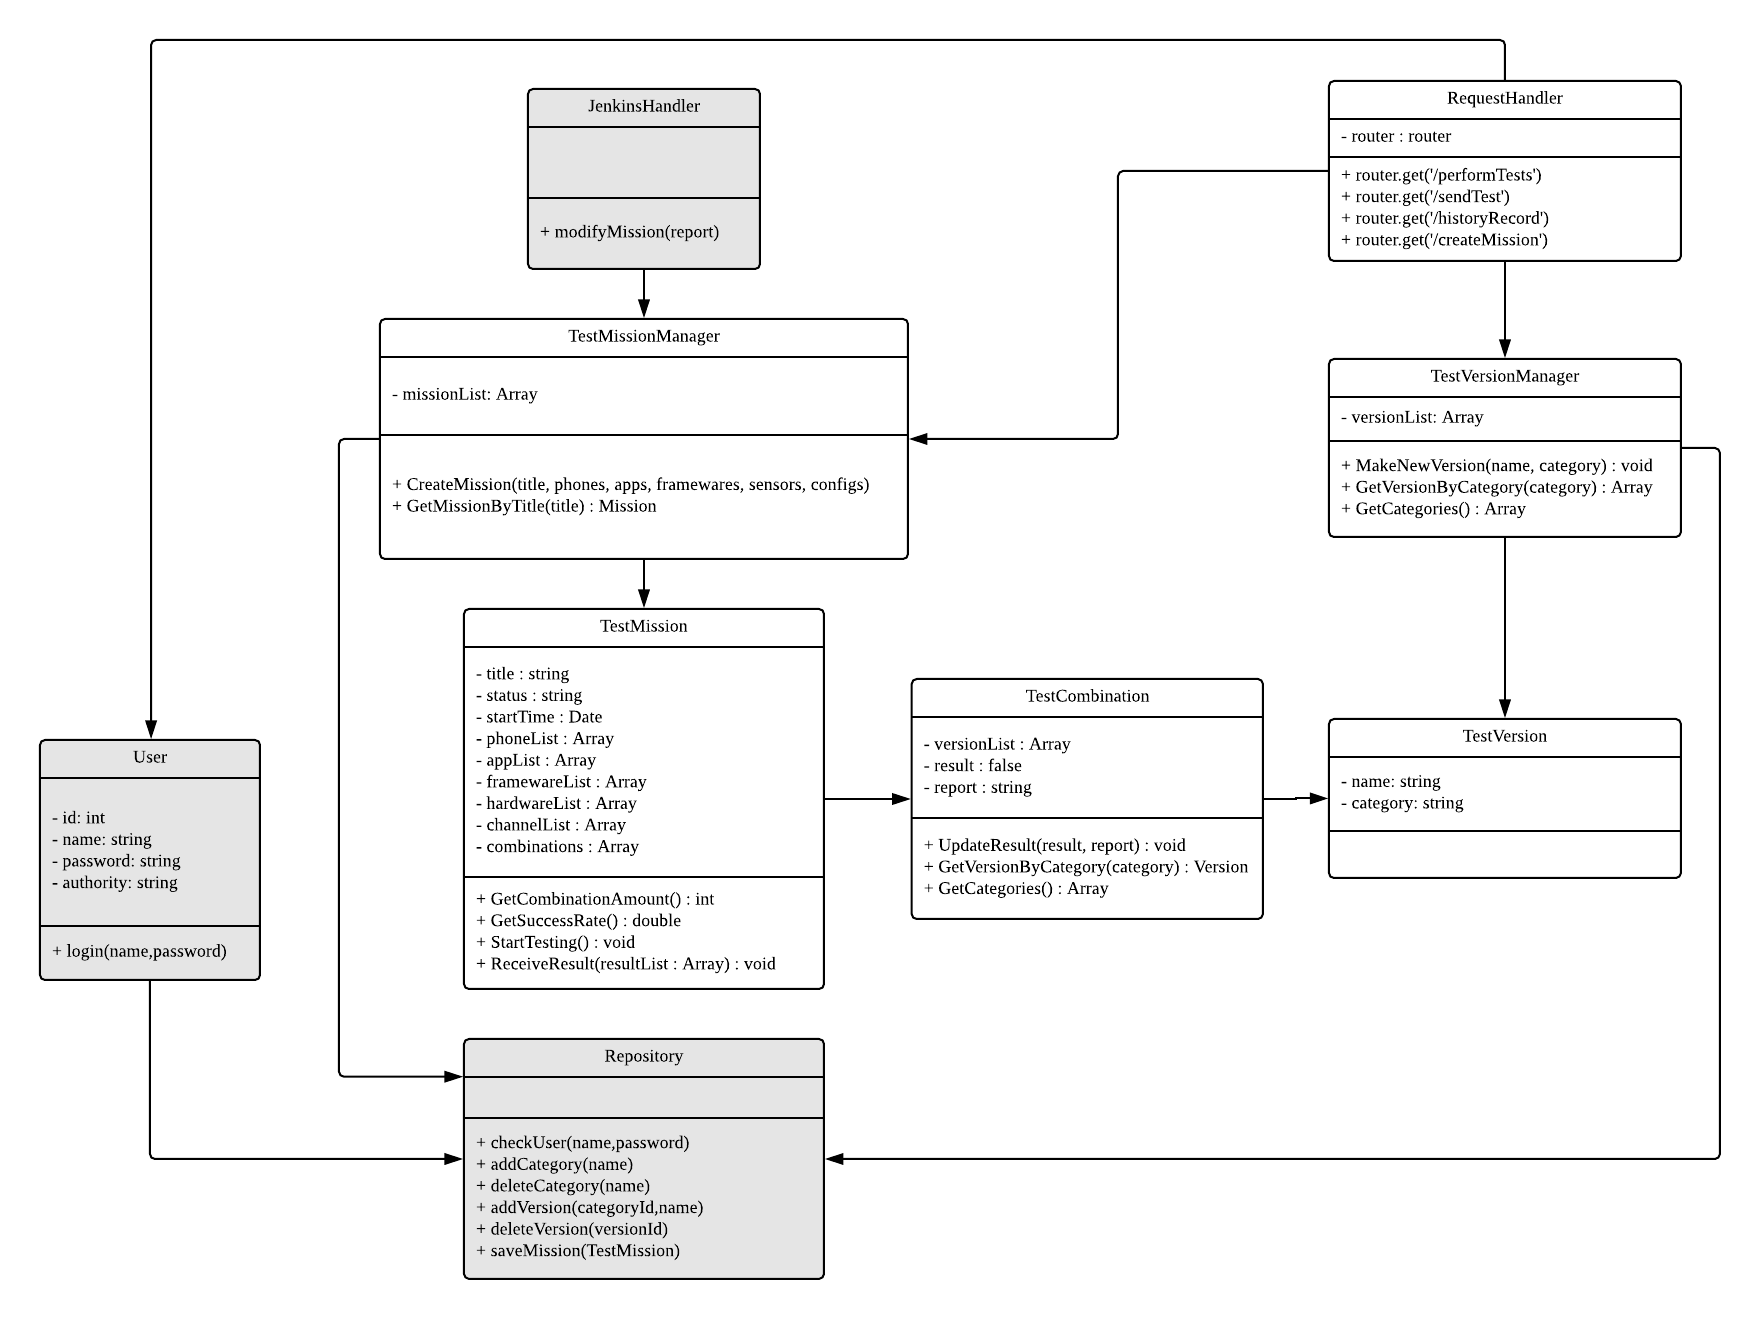 JenkinsHandler
+ modifyMission(report)
RequestHandler
- router : router
+ router.get('/performTests')
+ router.get('/sendTest')
+ router.get('/historyRecord')
+ router.get('/createMission')
TestMissionManager
- missionList: Array
+ CreateMission(title, phones, apps, framewares, sensors, configs)
+ GetMissionByTitle(title) : Mission
TestVersionManager
- versionList: Array
+ MakeNewVersion(name, category) : void
+ GetVersionByCategory(category) : Array
+ GetCategories() : Array
TestMission
- title : string
- status : string
- startTime : Date
- phoneList : Array
- appList : Array
- framewareList : Array
- hardwareList : Array
- channelList : Array
- combinations : Array
+ GetCombinationAmount() : int
+ GetSuccessRate() : double
+ StartTesting() : void
+ ReceiveResult(resultList : Array) : void
TestCombination
- versionList : Array
- result : false
- report : string
+ UpdateResult(result, report) : void
+ GetVersionByCategory(category) : Version
+ GetCategories() : Array
TestVersion
- name: string
- category: string
User
- id: int
- name: string
- password: string
- authority: string
+ login(name,password)
Repository
+ checkUser(name,password)
+ addCategory(name)
+ deleteCategory(name)
+ addVersion(categoryId,name)
+ deleteVersion(versionId)
+ saveMission(TestMission)